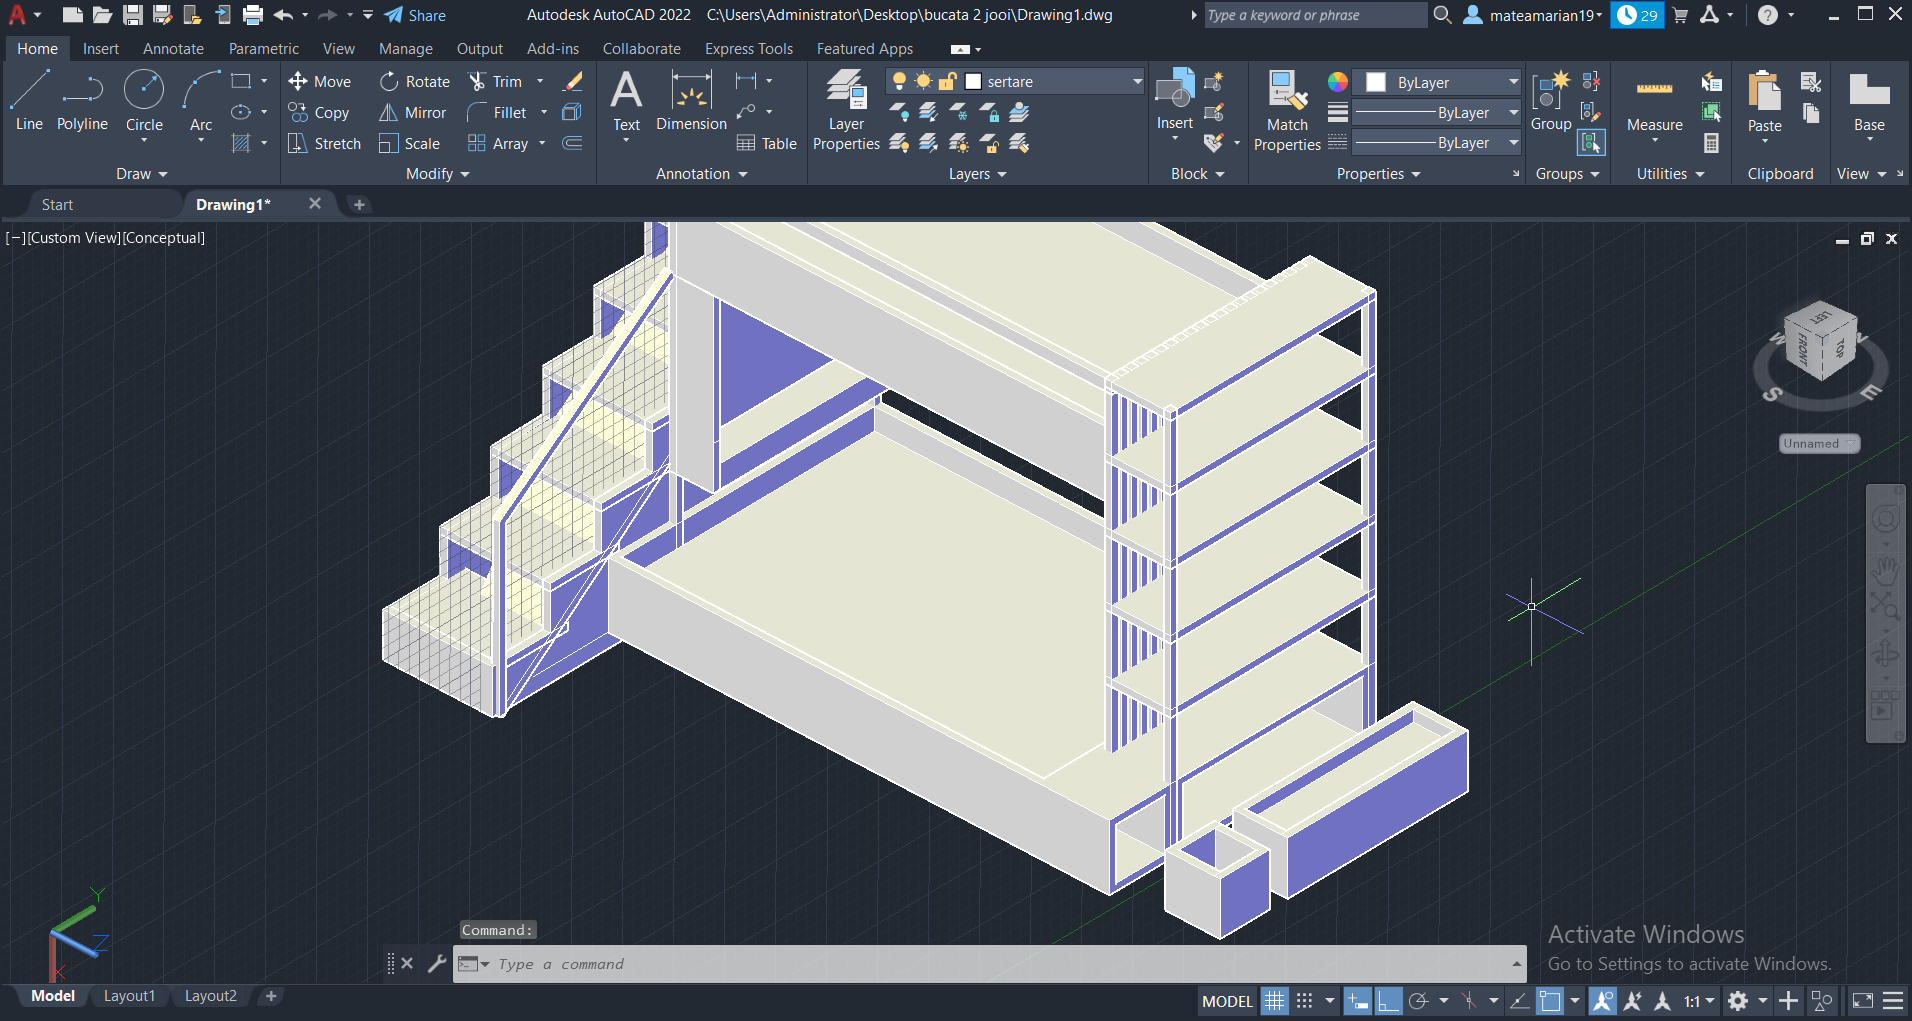 Share
Autodesk AutoCAD 2022 C:\Users\Administrator\Desktop\bucata 2 jooi\Drawing1.dwg
Type a keyword or phrase
mateamarian19
29
Home Insert Annotate Parametric View Manage Output Add-ins Collaborate Express Tools Featured Apps
Line Polyline Circle Arc
Move Rotate Trim
Copy Mirror Fillet
Stretch Scale Array
Text Dimension Table
Layer Properties
sertare
Insert
Match Properties
ByLayer
ByLayer
ByLayer
Group Measure Paste Base
Draw Modify Annotation Layers Block Properties Groups Utilities Clipboard View
Start Drawing1*
[−][Custom View][Conceptual]
LEFT
FRONT
TOP
W
N
S
E
Unnamed
Y
Z
X
Command:
Type a command
Activate Windows
Go to Settings to activate Windows.
Model Layout1 Layout2
MODEL
1:1